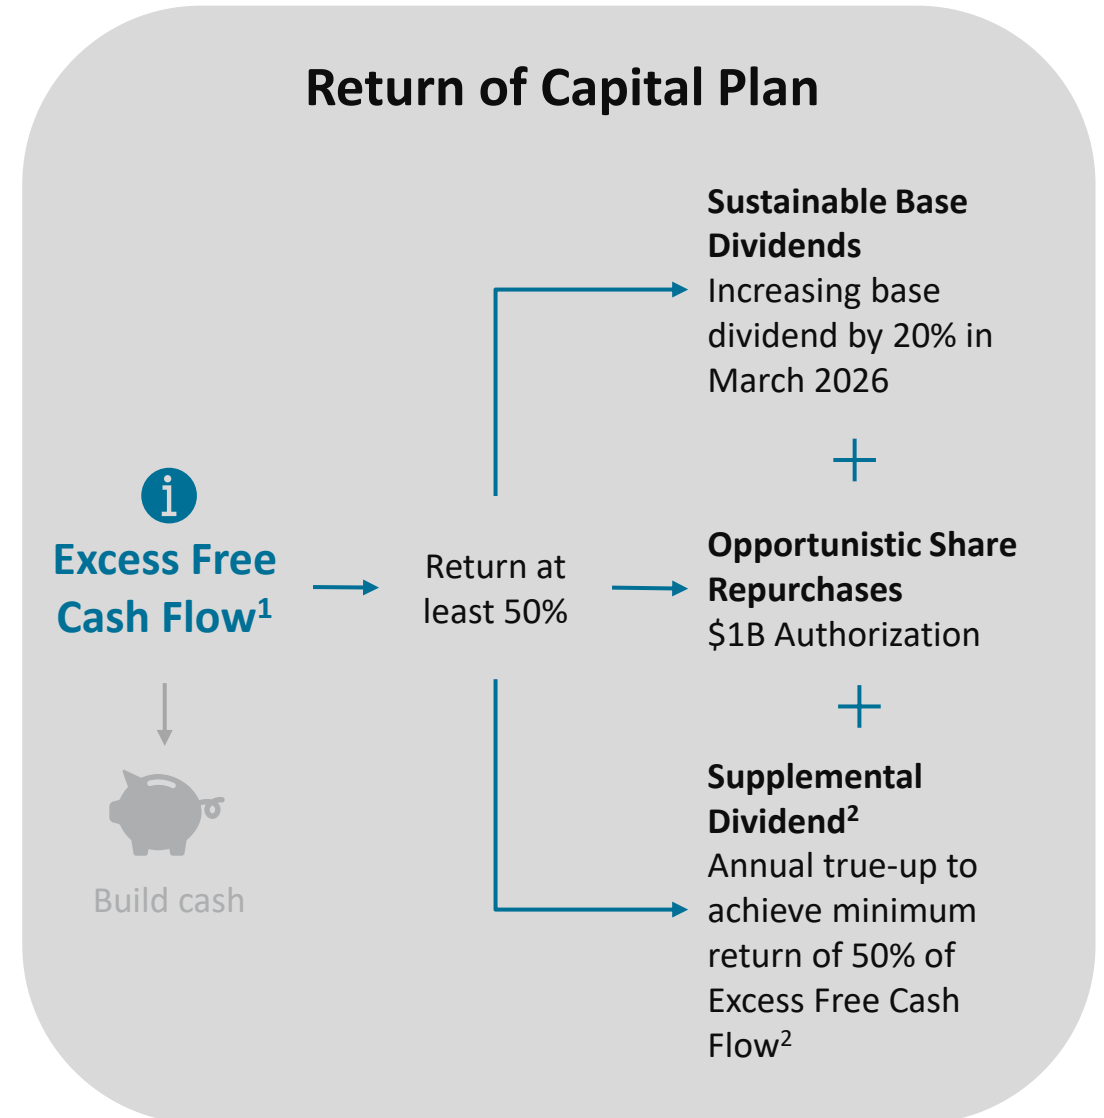 Return of Capital Plan
Sustainable Base
Dividends
Increasing base
dividend by 20% in
March 2026
i
Excess Free
Cash Flow¹
Return at
least 50%
Opportunistic Share
Repurchases
$1B Authorization
Build cash
Supplemental
Dividend²
Annual true-up to
achieve minimum
return of 50% of
Excess Free Cash
Flow²